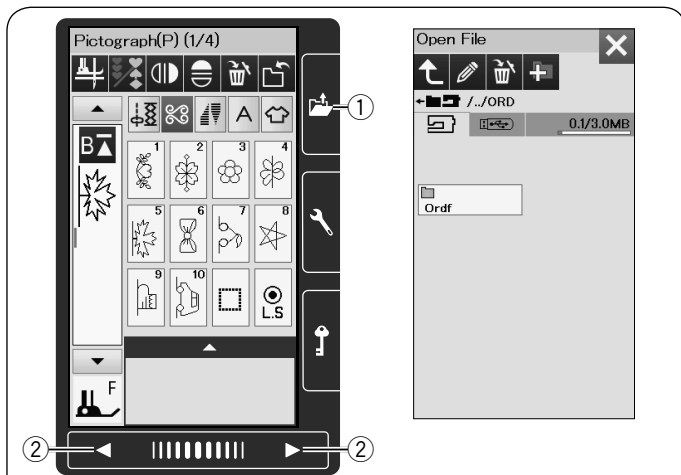 Pictograph(P) (1/4)
B
A
1 2 3 4
5 6 7 8
9 10
L.S
F
1
2 2
Open File
/../ORD
0.1/3.0MB
Ordf